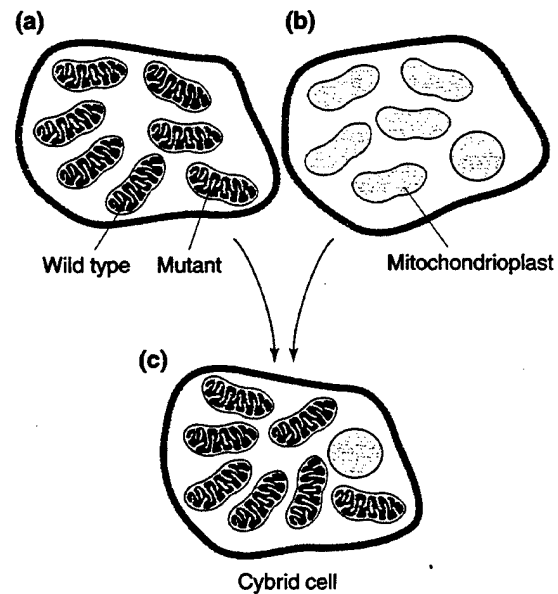 (a)
(b)
Wild type
Mutant
Mitochondrioplast
(c)
Cybrid cell